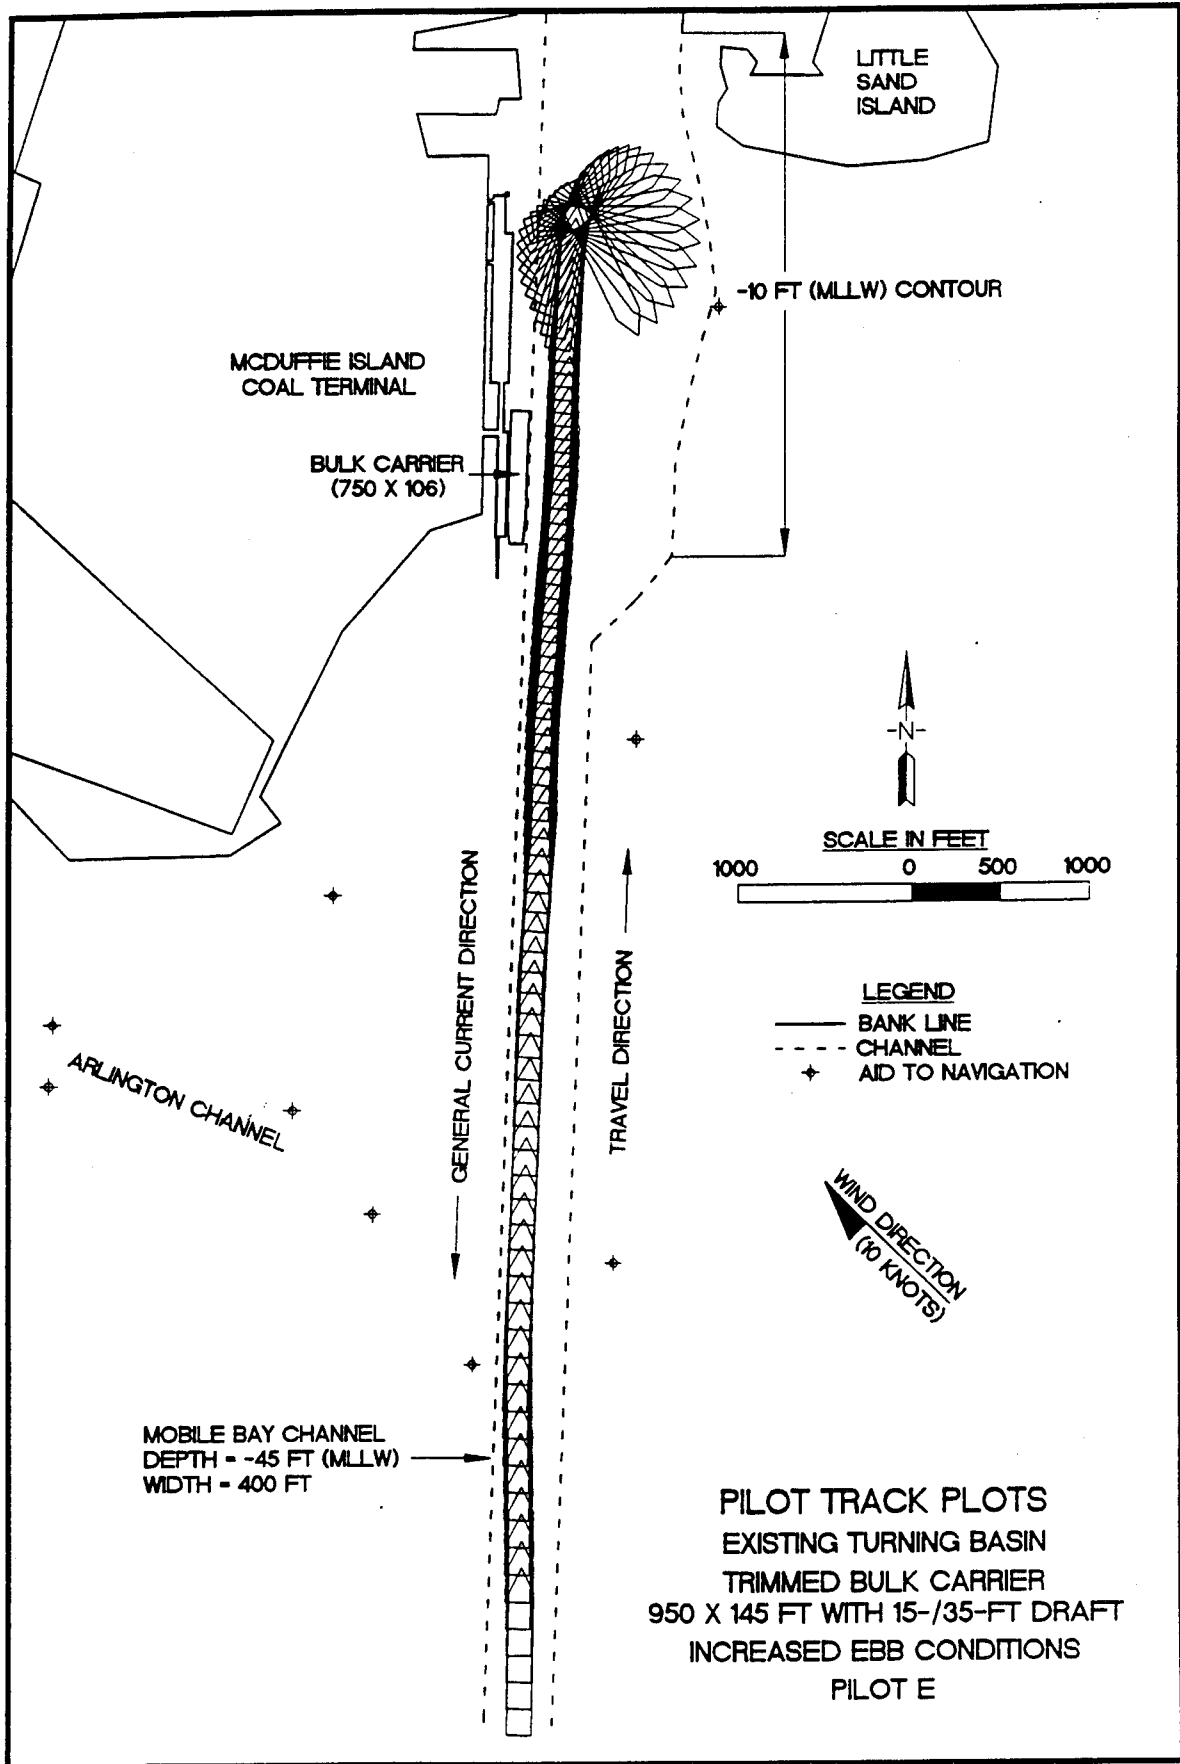 LITTLE
SAND
ISLAND
-10 FT (MLLW) CONTOUR
MCDUFFIE ISLAND
COAL TERMINAL
BULK CARRIER
(750 X 106)
-N-
SCALE IN FEET
1000 0 500 1000
GENERAL CURRENT DIRECTION
TRAVEL DIRECTION
LEGEND
BANK LINE
CHANNEL
AID TO NAVIGATION
ARLINGTON CHANNEL
WIND DIRECTION
(10 KNOTS)
MOBILE BAY CHANNEL
DEPTH = -45 FT (MLLW)
WIDTH = 400 FT
PILOT TRACK PLOTS
EXISTING TURNING BASIN
TRIMMED BULK CARRIER
950 X 145 FT WITH 15-/35-FT DRAFT
INCREASED EBB CONDITIONS
PILOT E